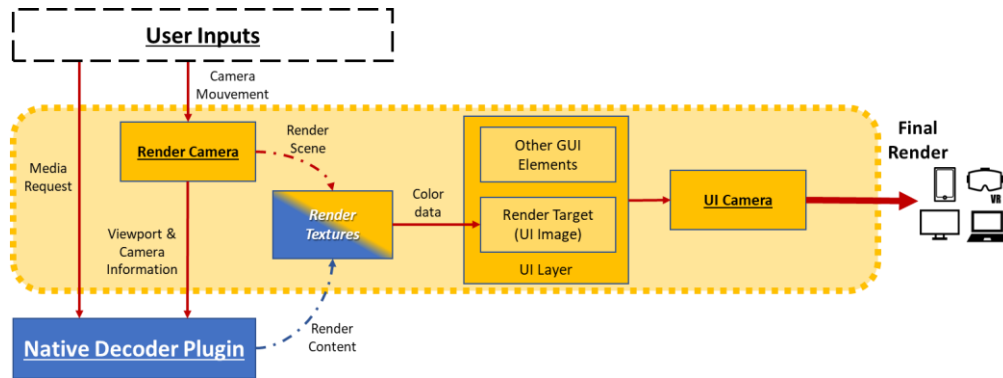 User Inputs
Camera
Mouvement
Render Camera
Render
Scene
Other GUI
Elements
Final
Render
Media
Request
Render
Textures
Color
data
Render Target
(UI Image)
UI Camera
VR
Viewport &
Camera
Information
UI Layer
Native Decoder Plugin
Render
Content